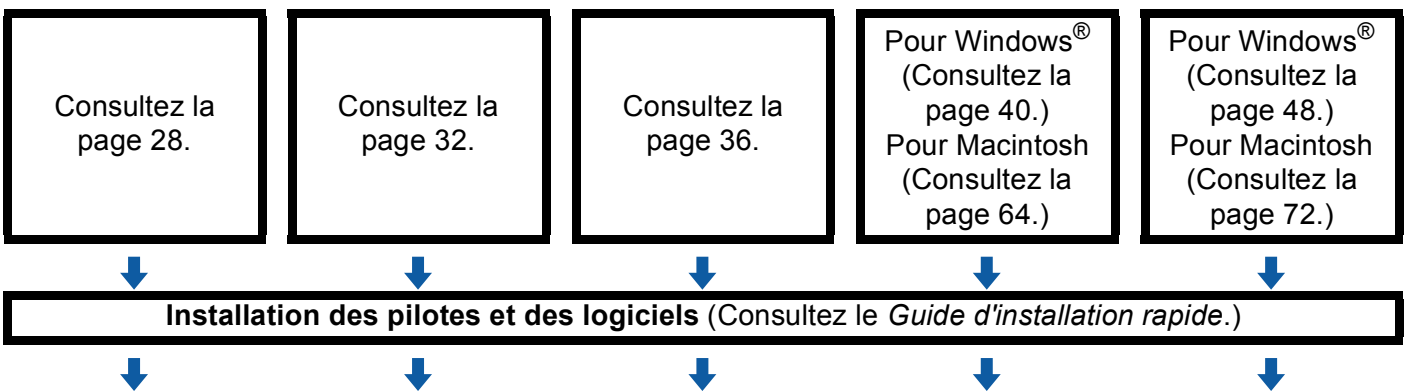 Consultez la
page 28.
Consultez la
page 32.
Consultez la
page 36.
Pour Windows®
(Consultez la
page 40.)
Pour Macintosh
(Consultez la
page 64.)
Pour Windows®
(Consultez la
page 48.)
Pour Macintosh
(Consultez la
page 72.)
Installation des pilotes et des logiciels (Consultez le Guide d'installation rapide.)